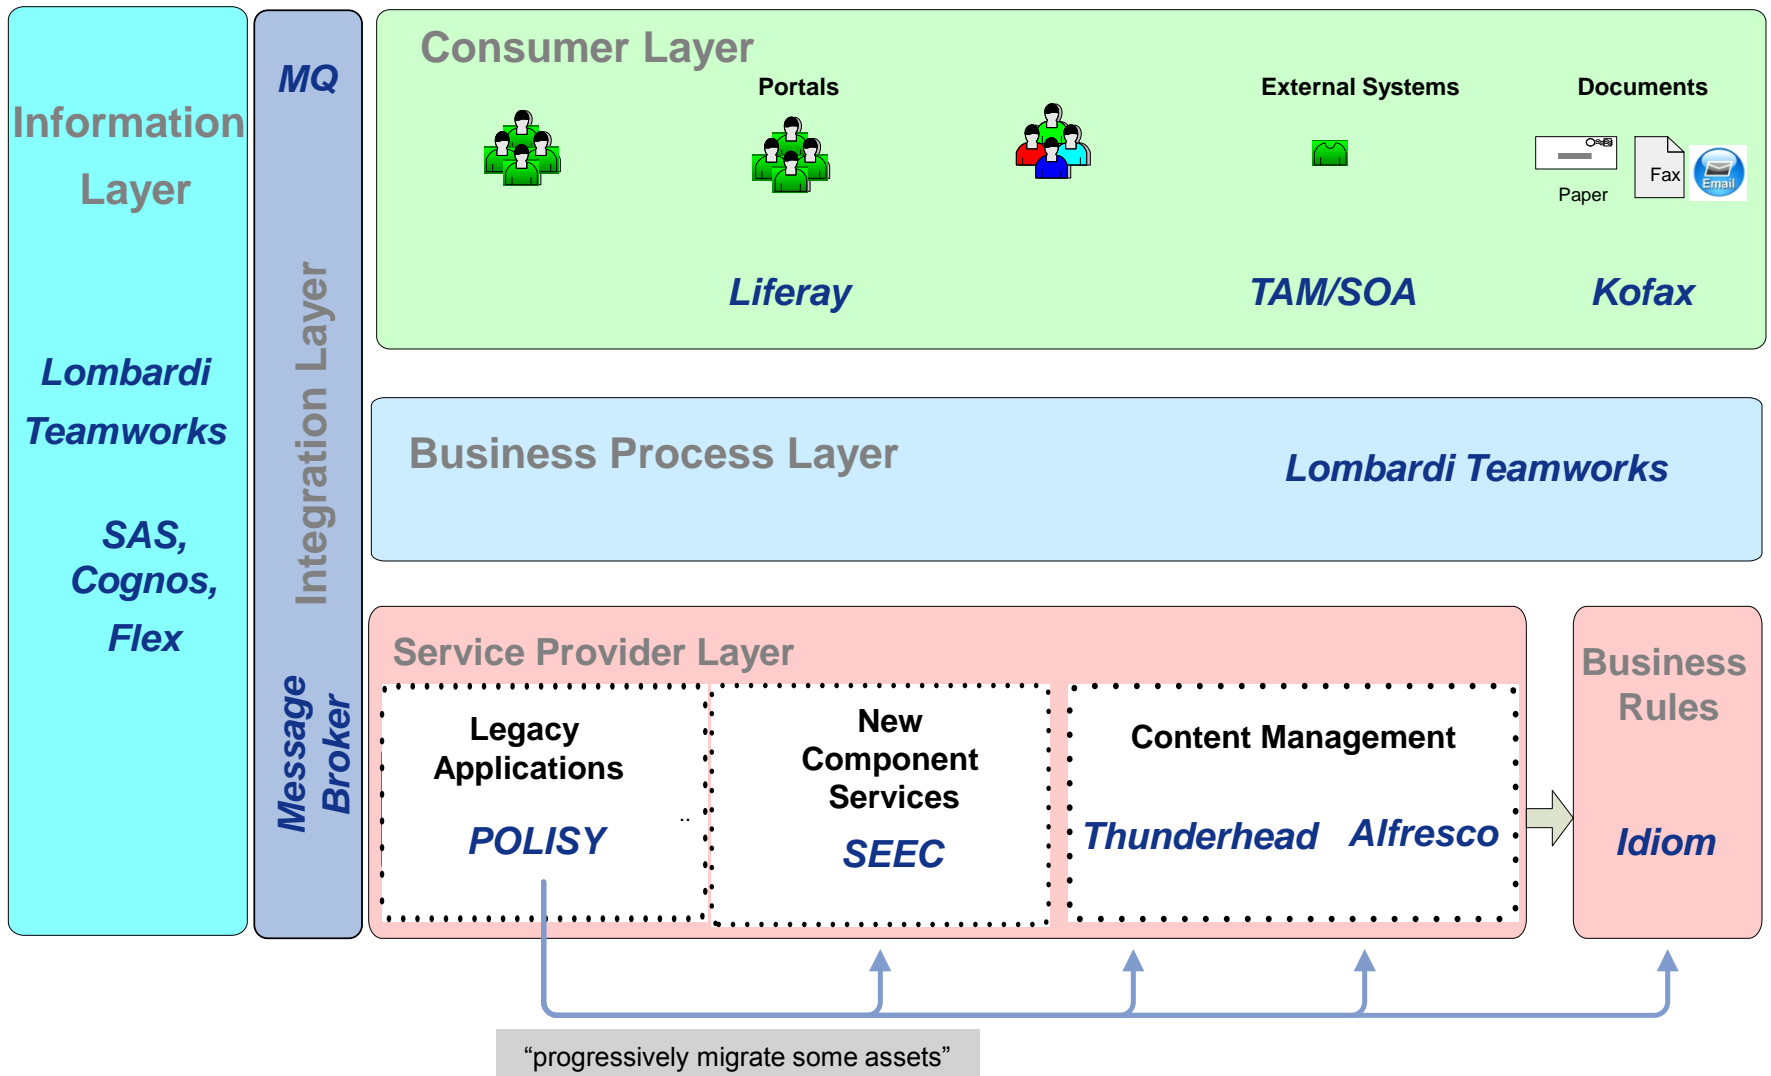 Information
Layer
Lombardi
Teamworks
SAS,
Cognos,
Flex
MQ
Integration Layer
Message
Broker
Consumer Layer
Portals
External Systems
Documents
Paper
Fax
Email
Liferay
TAM/SOA
Kofax
Business Process Layer
Lombardi Teamworks
Service Provider Layer
Legacy
Applications
..
POLISY
New
Component
Services
SEEC
Content Management
Thunderhead
Alfresco
Business
Rules
Idiom
“progressively migrate some assets”